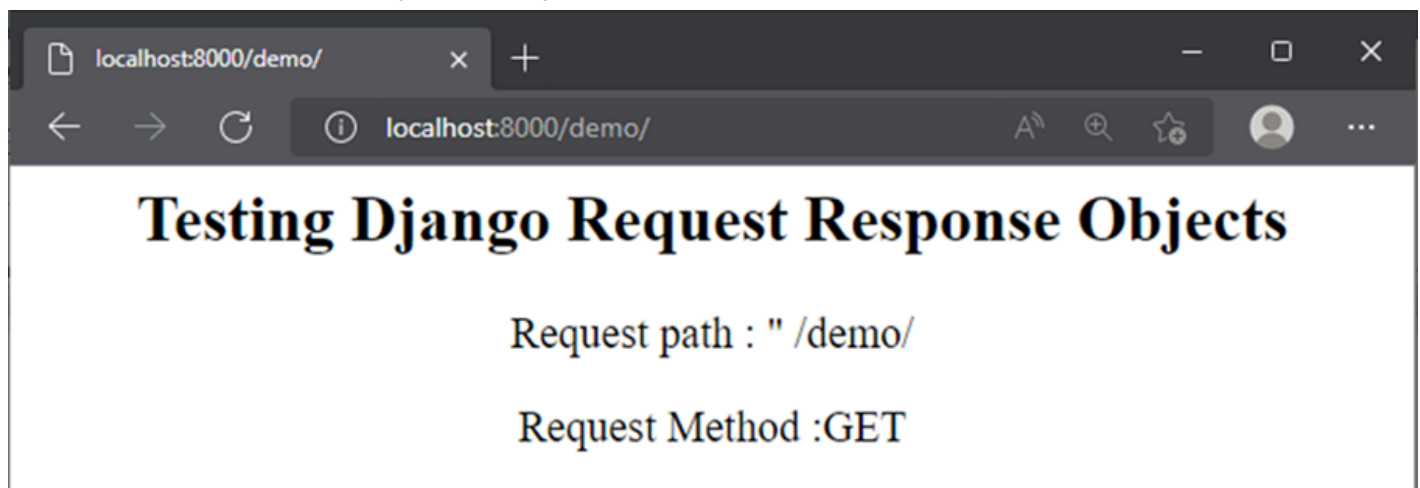 localhost:8000/demo/
localhost:8000/demo/
Testing Django Request Response Objects
Request path : " /demo/
Request Method :GET